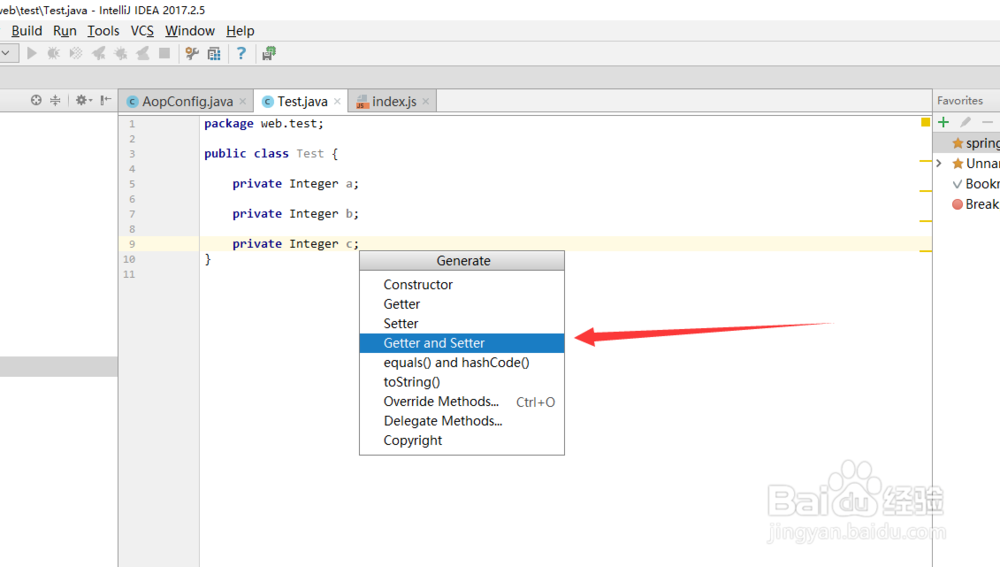 web\test\Test.java - IntelliJ IDEA 2017.2.5
Build Run Tools VCS Window Help
AopConfig.java
Test.java
index.js
Favorites
1 package web.test;
2
3 public class Test {
4
5 private Integer a;
6
7 private Integer b;
8
9 private Integer c;
10 }
11
Generate
Constructor
Getter
Setter
Getter and Setter
equals() and hashCode()
toString()
Override Methods... Ctrl+O
Delegate Methods...
Copyright
spring
Unna
Bookm
Break
Baidu 经验
jingyan.baidu.com